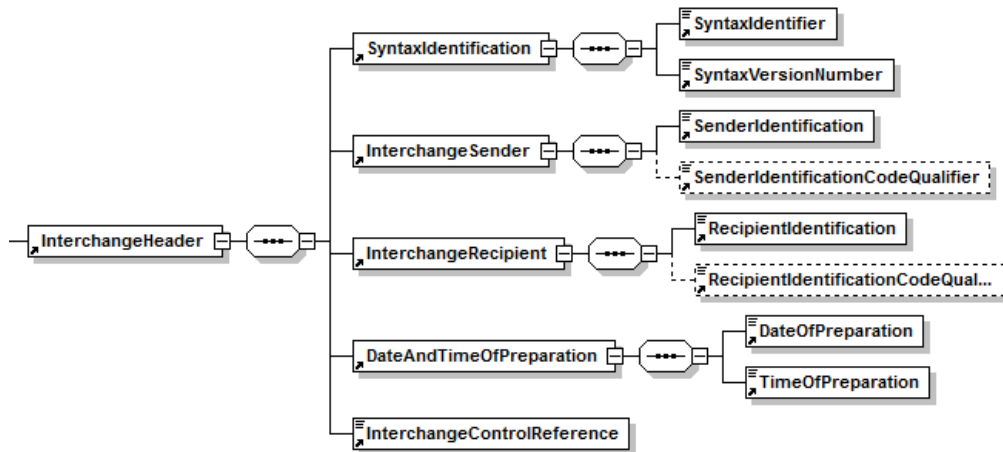 SyntaxIdentifier
SyntaxIdentification
SyntaxVersionNumber
SenderIdentification
InterchangeSender
SenderIdentificationCodeQualifier
RecipientIdentification
InterchangeHeader
InterchangeRecipient
RecipientIdentificationCodeQual...
DateOfPreparation
DateAndTimeOfPreparation
TimeOfPreparation
InterchangeControlReference